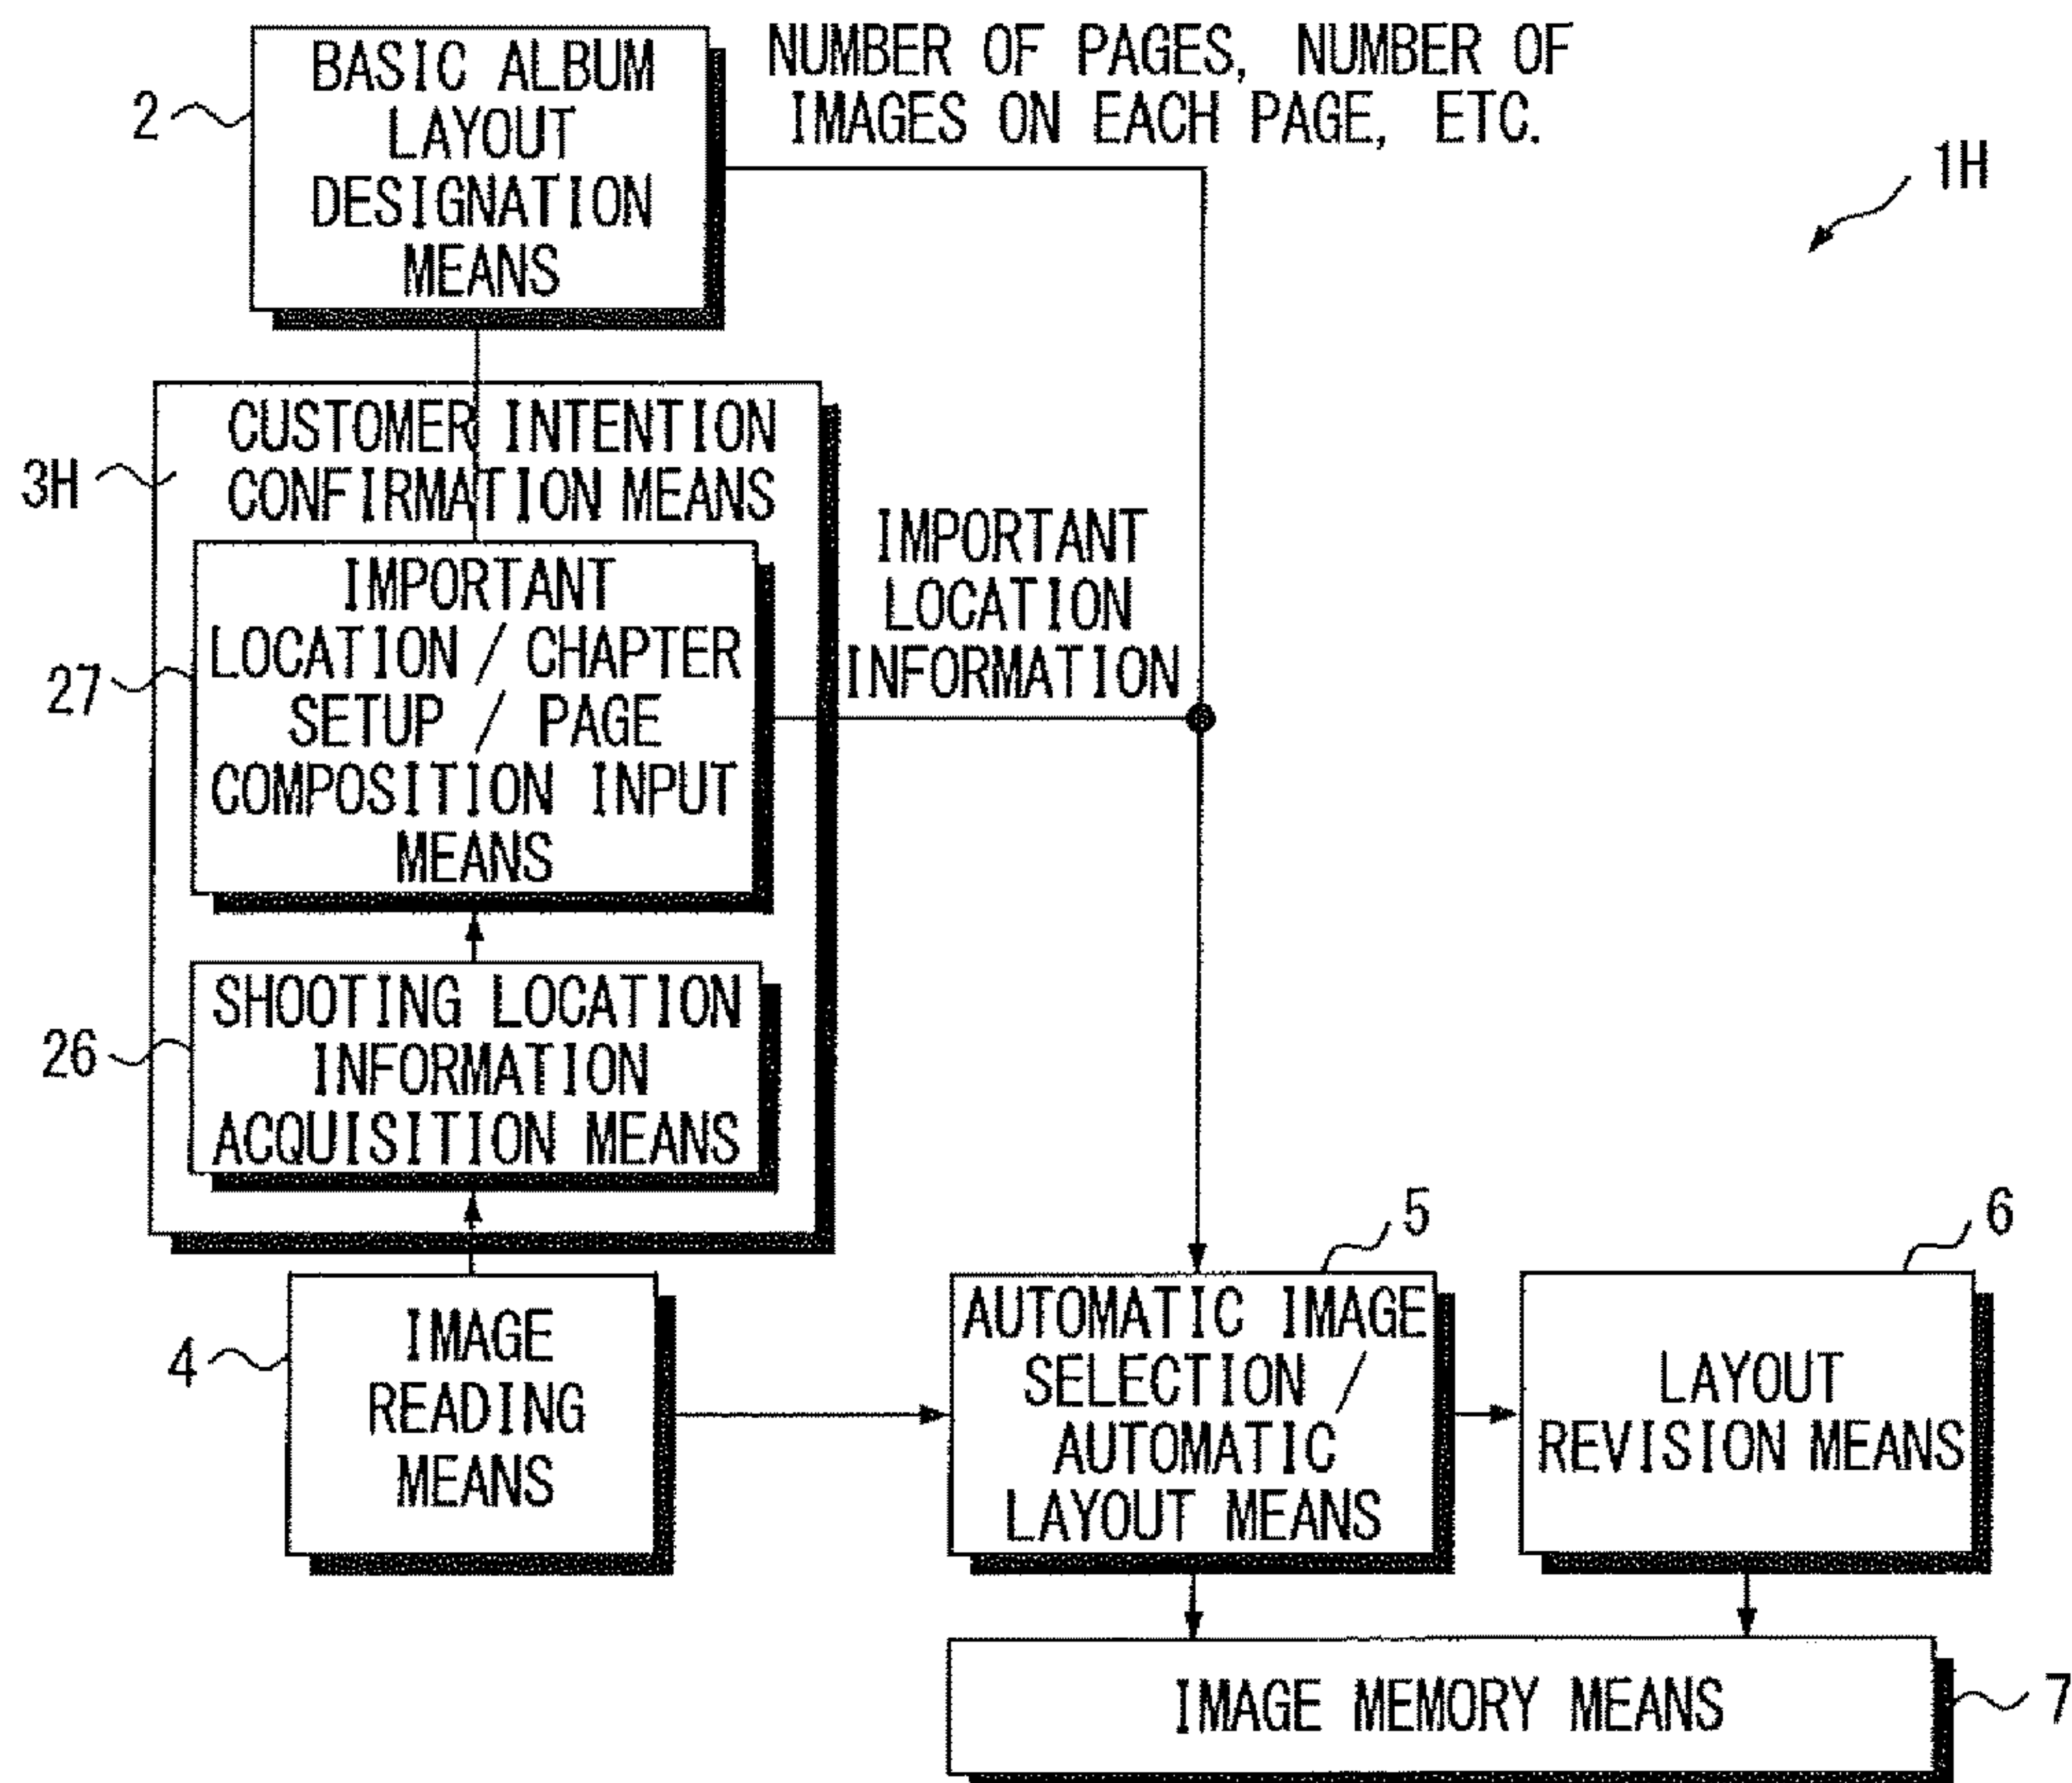 BASIC ALBUM
LAYOUT
DESIGNATION
MEANS
2
NUMBER OF PAGES, NUMBER OF
IMAGES ON EACH PAGE, ETC.
1H
CUSTOMER INTENTION
CONFIRMATION MEANS
3H
IMPORTANT
LOCATION / CHAPTER
SETUP / PAGE
COMPOSITION INPUT
MEANS
27
IMPORTANT
LOCATION
INFORMATION
SHOOTING LOCATION
INFORMATION
ACQUISITION MEANS
26
IMAGE
READING
MEANS
4
AUTOMATIC IMAGE
SELECTION /
AUTOMATIC
LAYOUT MEANS
5
LAYOUT
REVISION MEANS
6
IMAGE MEMORY MEANS
7